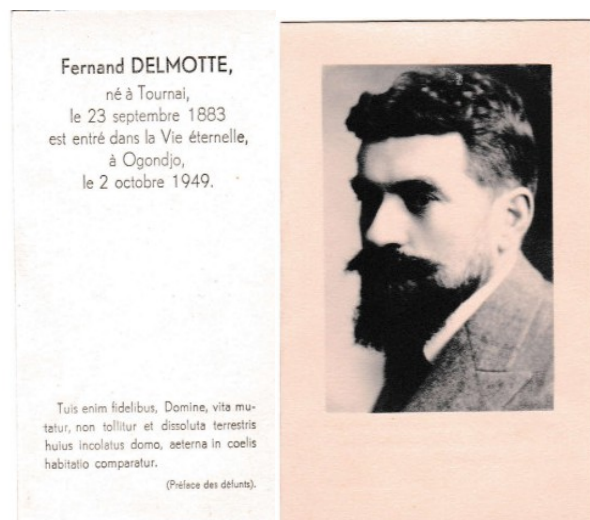 Fernand DELMOTTE,
né à Tournai,
le 23 septembre 1883
est entré dans la Vie éternelle,
à Ogondjo,
le 2 octobre 1949.
Tuis enim fidelibus, Domine, vita mu-
tatur, non tollitur et dissoluta terrestris
huius incolatus domo, aeterna in coelis
habitatio comparatur.
(Préface des défunts).